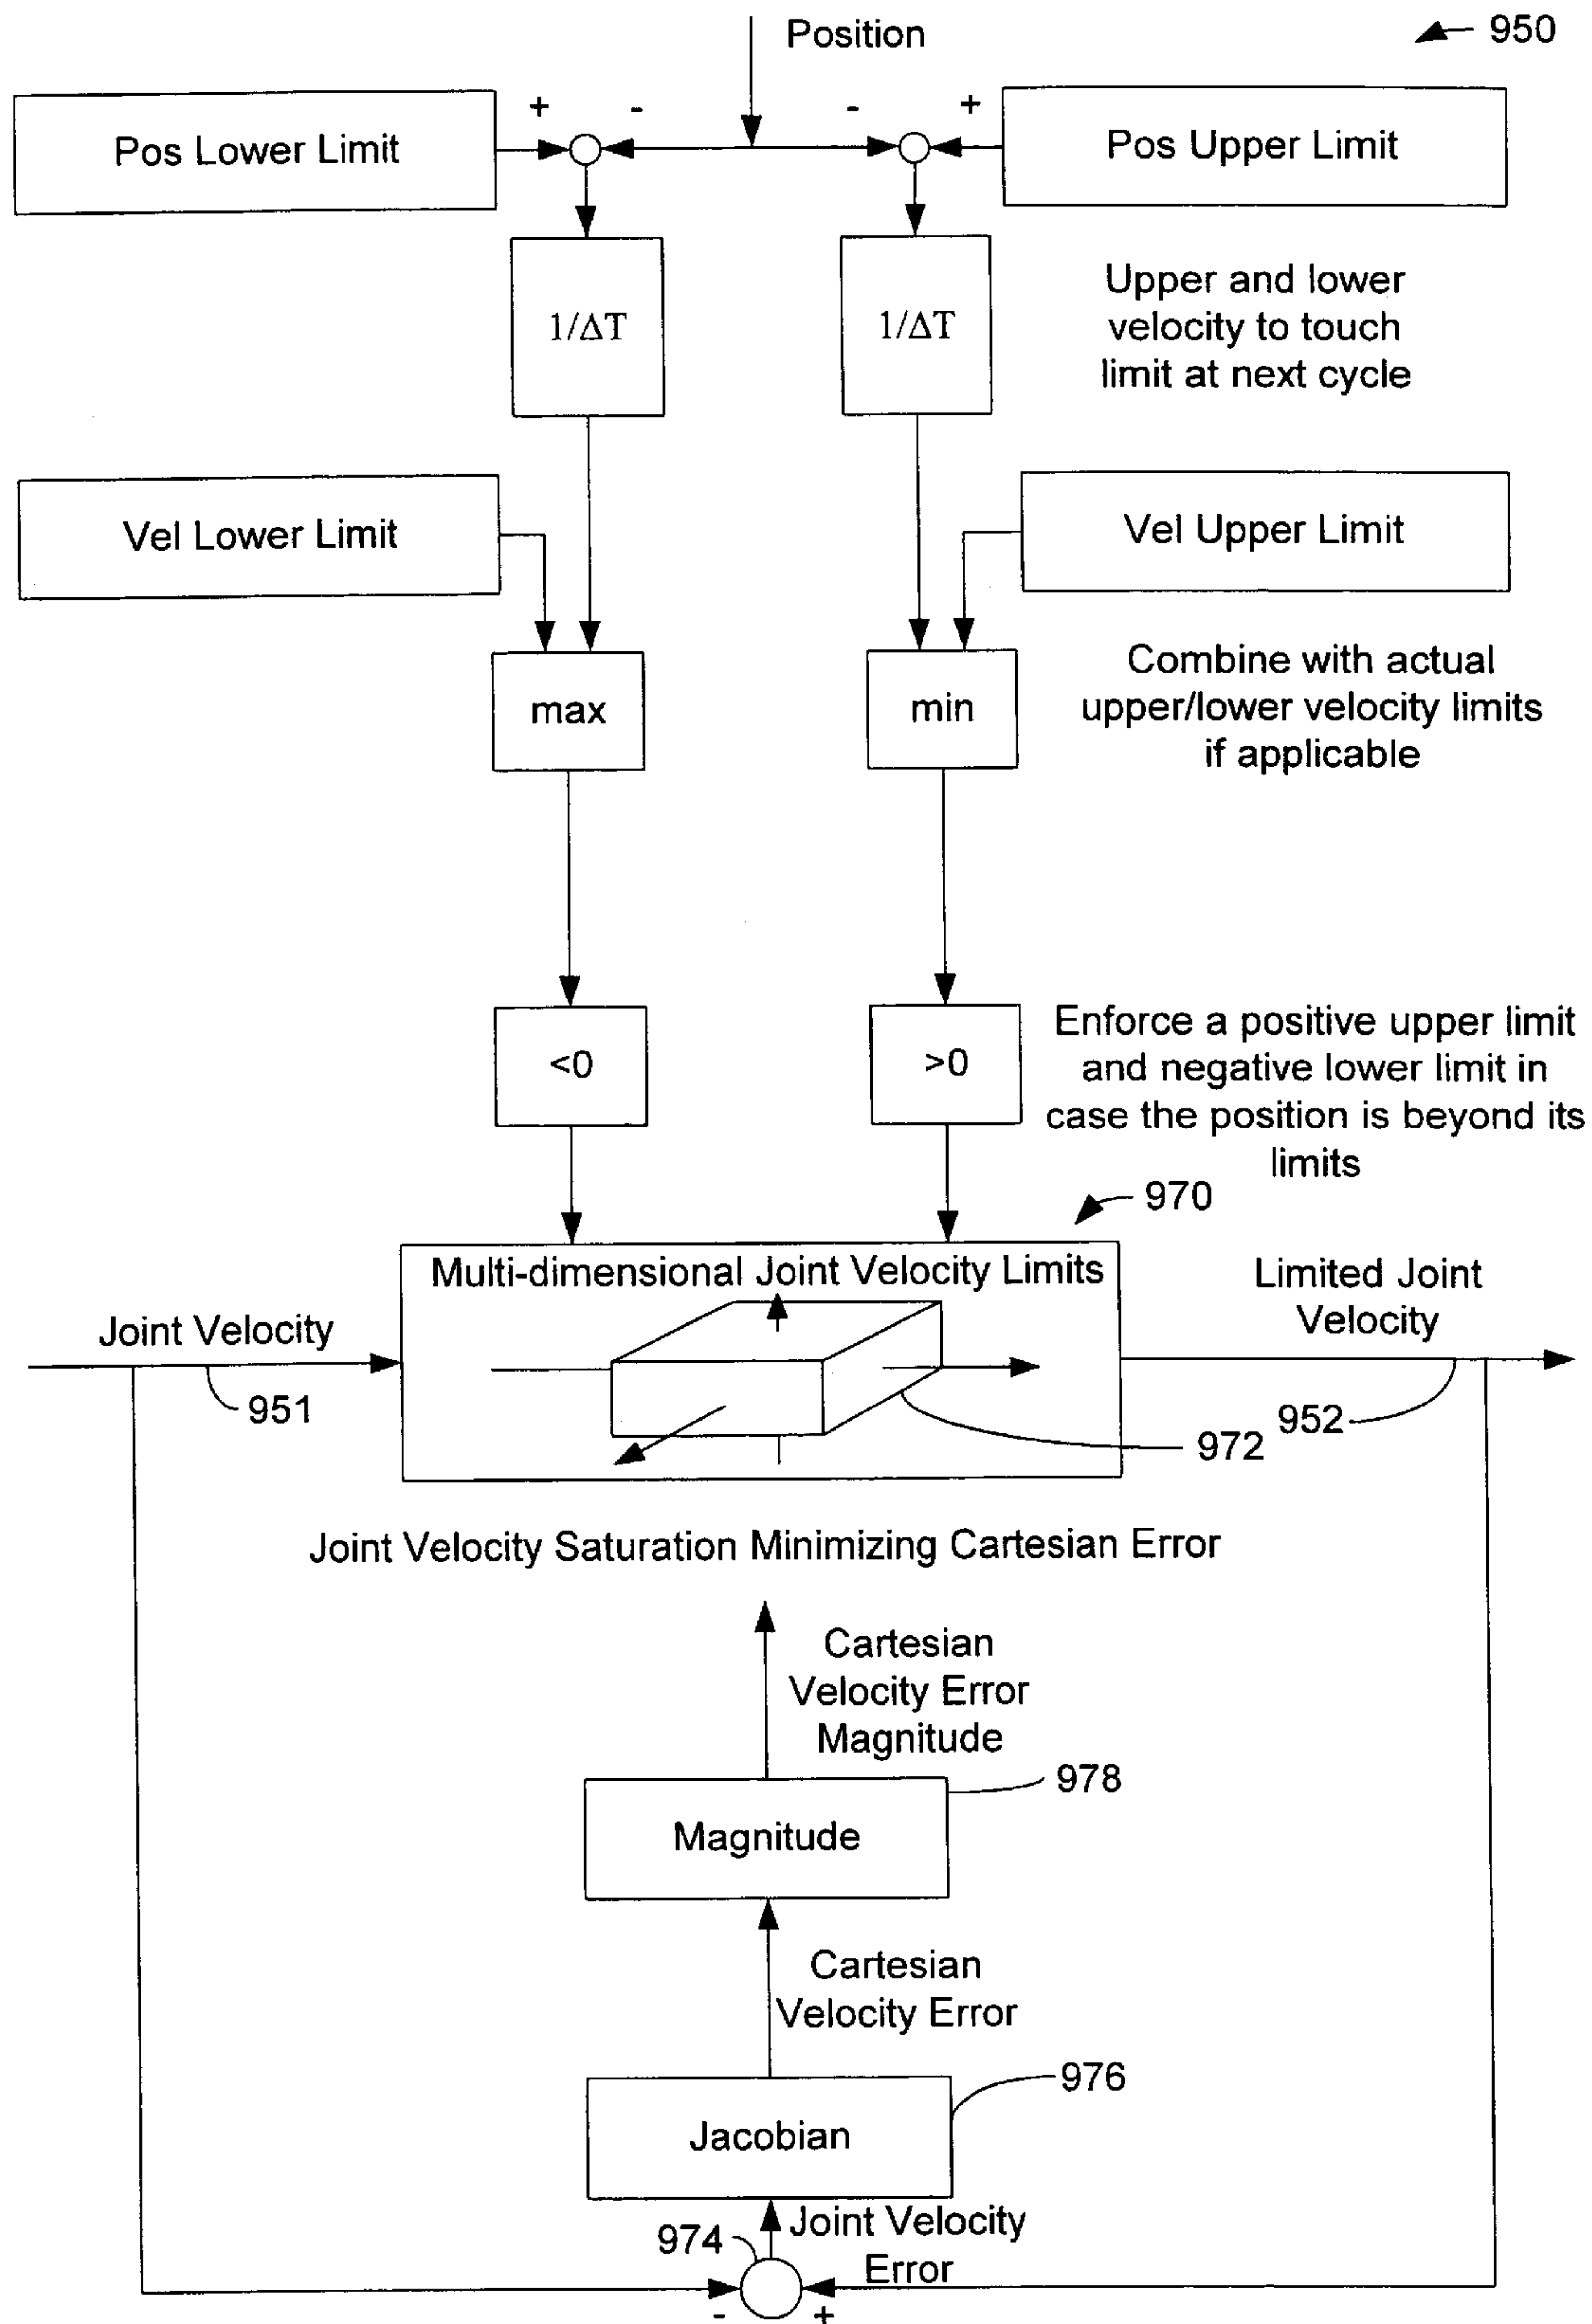 Position
950
+
-
-
+
Pos Lower Limit
Pos Upper Limit
1/ΔT
1/ΔT
Upper and lower
velocity to touch
limit at next cycle
Vel Lower Limit
Vel Upper Limit
max
min
Combine with actual
upper/lower velocity limits
if applicable
<0
>0
Enforce a positive upper limit
and negative lower limit in
case the position is beyond its
limits
970
Multi-dimensional Joint Velocity Limits
Joint Velocity
Limited Joint
Velocity
951
952
972
Joint Velocity Saturation Minimizing Cartesian Error
Cartesian
Velocity Error
Magnitude
978
Magnitude
Cartesian
Velocity Error
976
Jacobian
974
Joint Velocity
Error
-
+